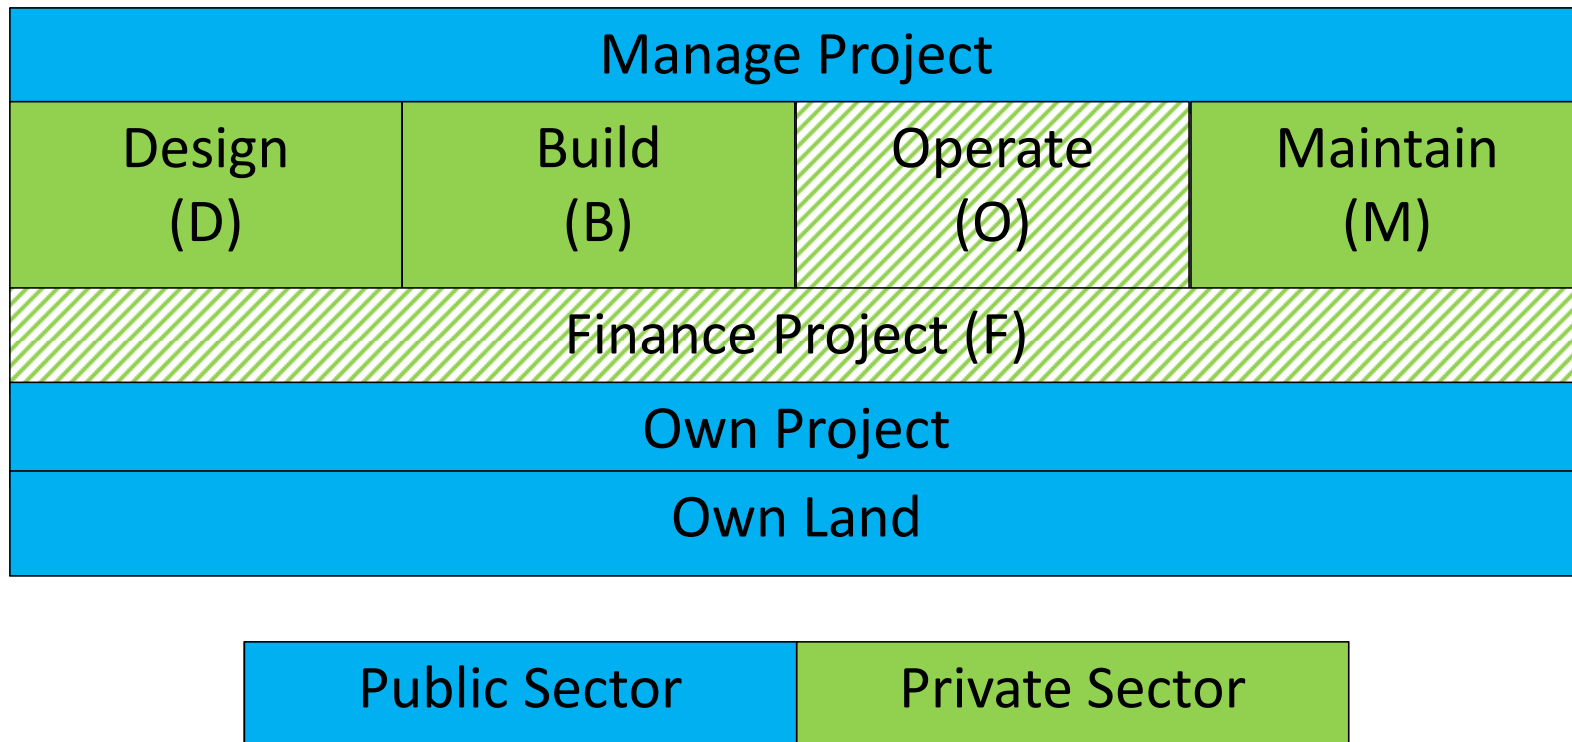 Manage Project
Design
(D)
Build
(B)
Operate
(O)
Maintain
(M)
Finance Project (F)
Own Project
Own Land
Public Sector
Private Sector